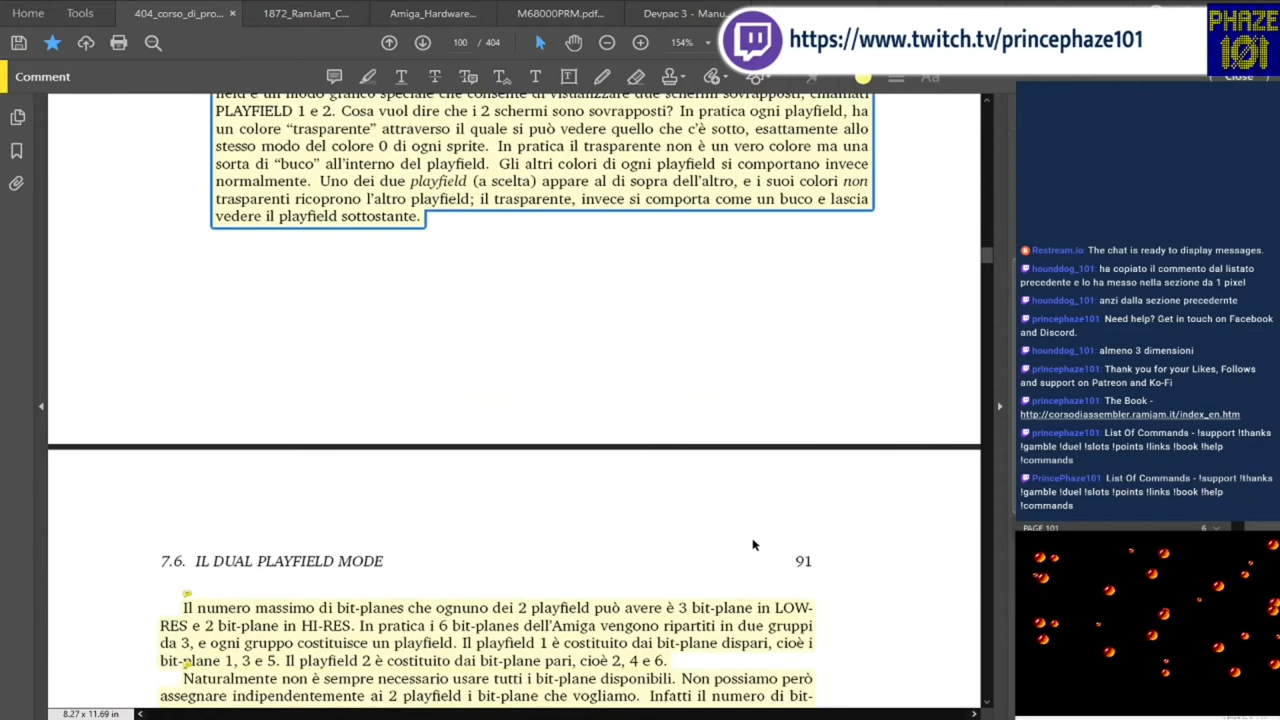 Home
Tools
404_corso_di_pro... ×
1872_RamJam_C...
Amiga_Hardware...
M68000PRM.pdf...
Devpac 3 - Manu...
https://www.twitch.tv/princephaze101
PHAZE
101
100 / 404
154%
Comment
Close
PLAYFIELD 1 e 2. Cosa vuol dire che i 2 schermi sono sovrapposti? In pratica ogni playfield, ha
un colore “trasparente” attraverso il quale si può vedere quello che c’è sotto, esattamente allo
stesso modo del colore 0 di ogni sprite. In pratica il trasparente non è un vero colore ma una
sorta di “buco” all’interno del playfield. Gli altri colori di ogni playfield si comportano invece
normalmente. Uno dei due playfield (a scelta) appare al di sopra dell’altro, e i suoi colori non
trasparenti ricoprono l’altro playfield; il trasparente, invece si comporta come un buco e lascia
vedere il playfield sottostante.
7.6. IL DUAL PLAYFIELD MODE 91
Il numero massimo di bit-planes che ognuno dei 2 playfield può avere è 3 bit-plane in LOW-
RES e 2 bit-plane in HI-RES. In pratica i 6 bit-planes dell’Amiga vengono ripartiti in due gruppi
da 3, e ogni gruppo costituisce un playfield. Il playfield 1 è costituito dai bit-plane dispari, cioè i
bit-plane 1, 3 e 5. Il playfield 2 è costituito dai bit-plane pari, cioè 2, 4 e 6.
Naturalmente non è sempre necessario usare tutti i bit-plane disponibili. Non possiamo però
assegnare indipendentemente ai 2 playfield i bit-plane che vogliamo. Infatti il numero di bit-
8.27 x 11.69 in
Restream.io The chat is ready to display messages.
hounddog_101: ha copiato il commento dal listato
precedente e lo ha messo nella sezione da 1 pixel
hounddog_101: anzi dalla sezione precedernte
princephaze101: Need help? Get in touch on Facebook
and Discord.
hounddog_101: almeno 3 dimensioni
princephaze101: Thank you for your Likes, Follows
and support on Patreon and Ko-Fi
princephaze101: The Book -
http://corsodiassembler.ramjam.it/index_en.htm
princephaze101: List Of Commands - !support !thanks
!gamble !duel !slots !points !links !book !help
!commands
PrincePhaze101 List Of Commands - !support !thanks
!gamble !duel !slots !points !links !book !help
!commands
PAGE 101 6